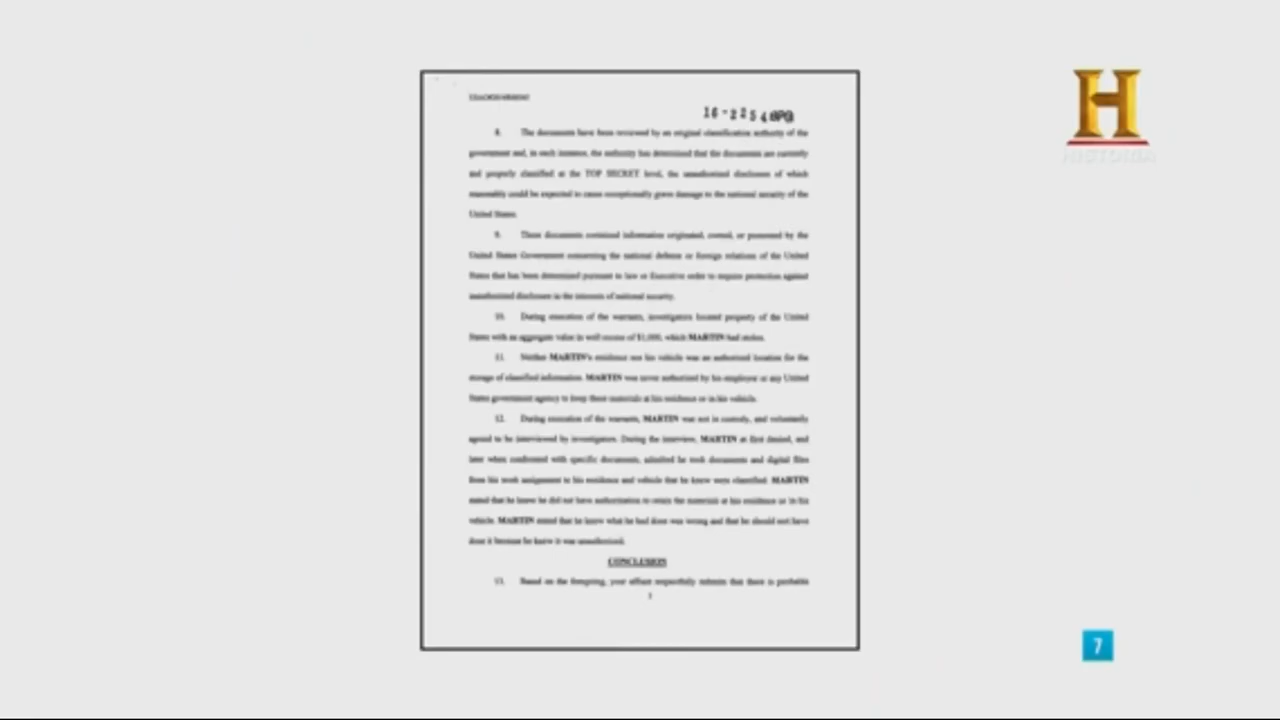 16-2254BPG
8. The documents have been reviewed by an original classification authority of the
government and, in each instance, the authority has determined that the documents are currently
and properly classified at the TOP SECRET level, the unauthorized disclosure of which
reasonably could be expected to cause exceptionally grave damage to the national security of the
United States.
9. These documents contained information originated, owned, or possessed by the
United States Government concerning the national defense or foreign relations of the United
States that has been determined pursuant to law or Executive order to require protection against
unauthorized disclosure in the interests of national security.
10. During execution of the warrants, investigators located property of the United
States with an aggregate value in well excess of $1,000, which MARTIN had stolen.
11. Neither MARTIN's residence nor his vehicle was an authorized location for the
storage of classified information. MARTIN was never authorized by his employer or any United
States government agency to keep these materials at his residence or in his vehicle.
12. During execution of the warrants, MARTIN was not in custody, and voluntarily
agreed to be interviewed by investigators. During the interview, MARTIN at first denied, and
later when confronted with specific documents, admitted he took documents and digital files
from his work assignment to his residence and vehicle that he knew were classified. MARTIN
stated that he knew he did not have authorization to retain the materials at his residence or in his
vehicle. MARTIN stated that he knew what he had done was wrong and that he should not have
done it because he knew it was unauthorized.
CONCLUSION
13. Based on the foregoing, your affiant respectfully submits that there is probable
H
HISTORIA
7